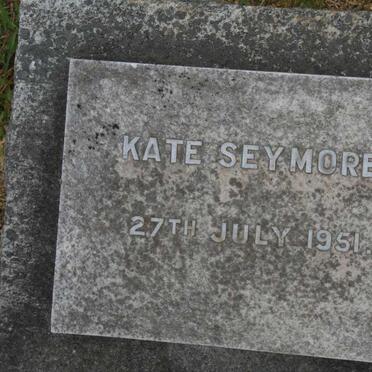 KATE SEYMORE
27TH JULY 1951.